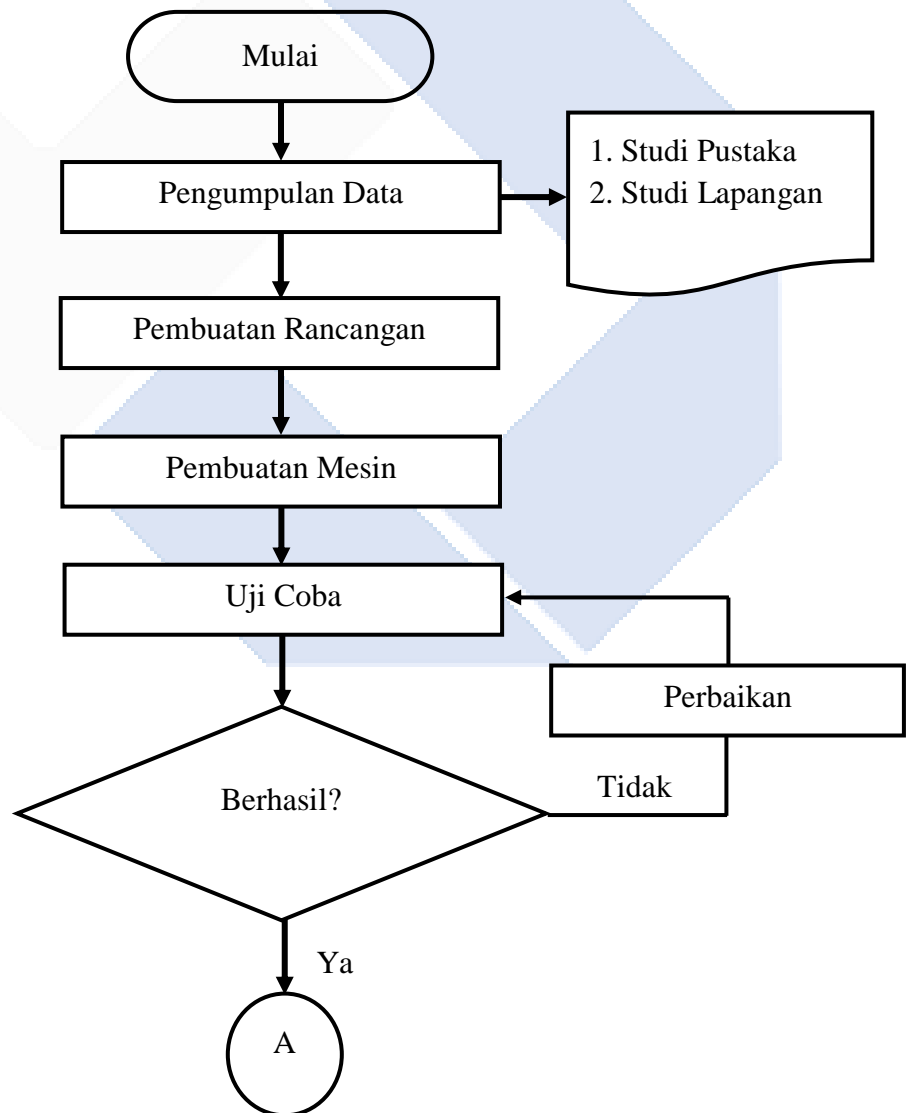 Mulai
Pengumpulan Data
1. Studi Pustaka
2. Studi Lapangan
Pembuatan Rancangan
Pembuatan Mesin
Uji Coba
Perbaikan
Berhasil?
Tidak
Ya
A